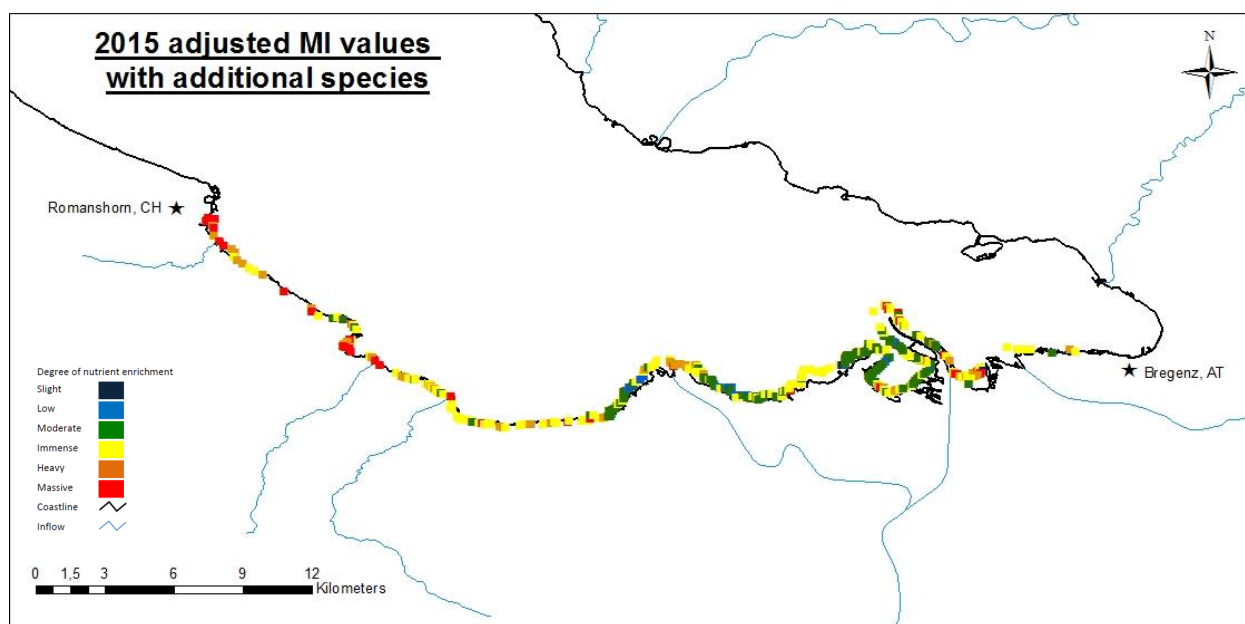 2015 adjusted MI values
with additional species
N
Romanshorn, CH
Bregenz, AT
Degree of nutrient enrichment
Slight
Low
Moderate
Immense
Heavy
Massive
Coastline
Inflow
0 1,5 3 6 9 12
Kilometers